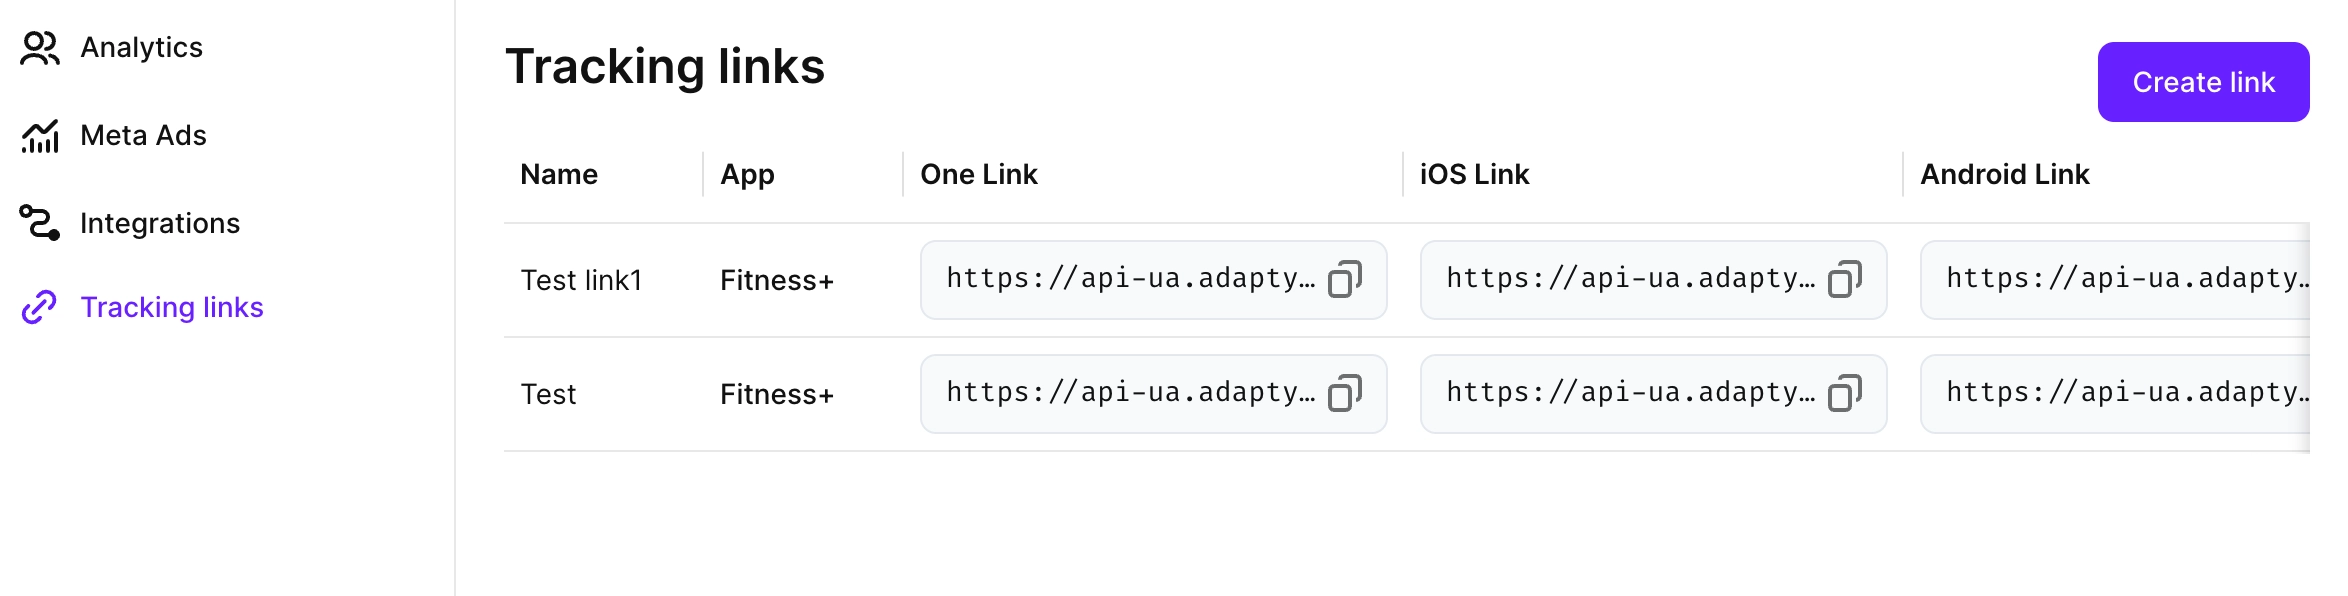 Analytics
Meta Ads
Integrations
Tracking links
Tracking links
Create link
Name App One Link iOS Link Android Link
Test link1 Fitness+ https://api-ua.adapty… https://api-ua.adapty… https://api-ua.adapty…
Test Fitness+ https://api-ua.adapty… https://api-ua.adapty… https://api-ua.adapty…